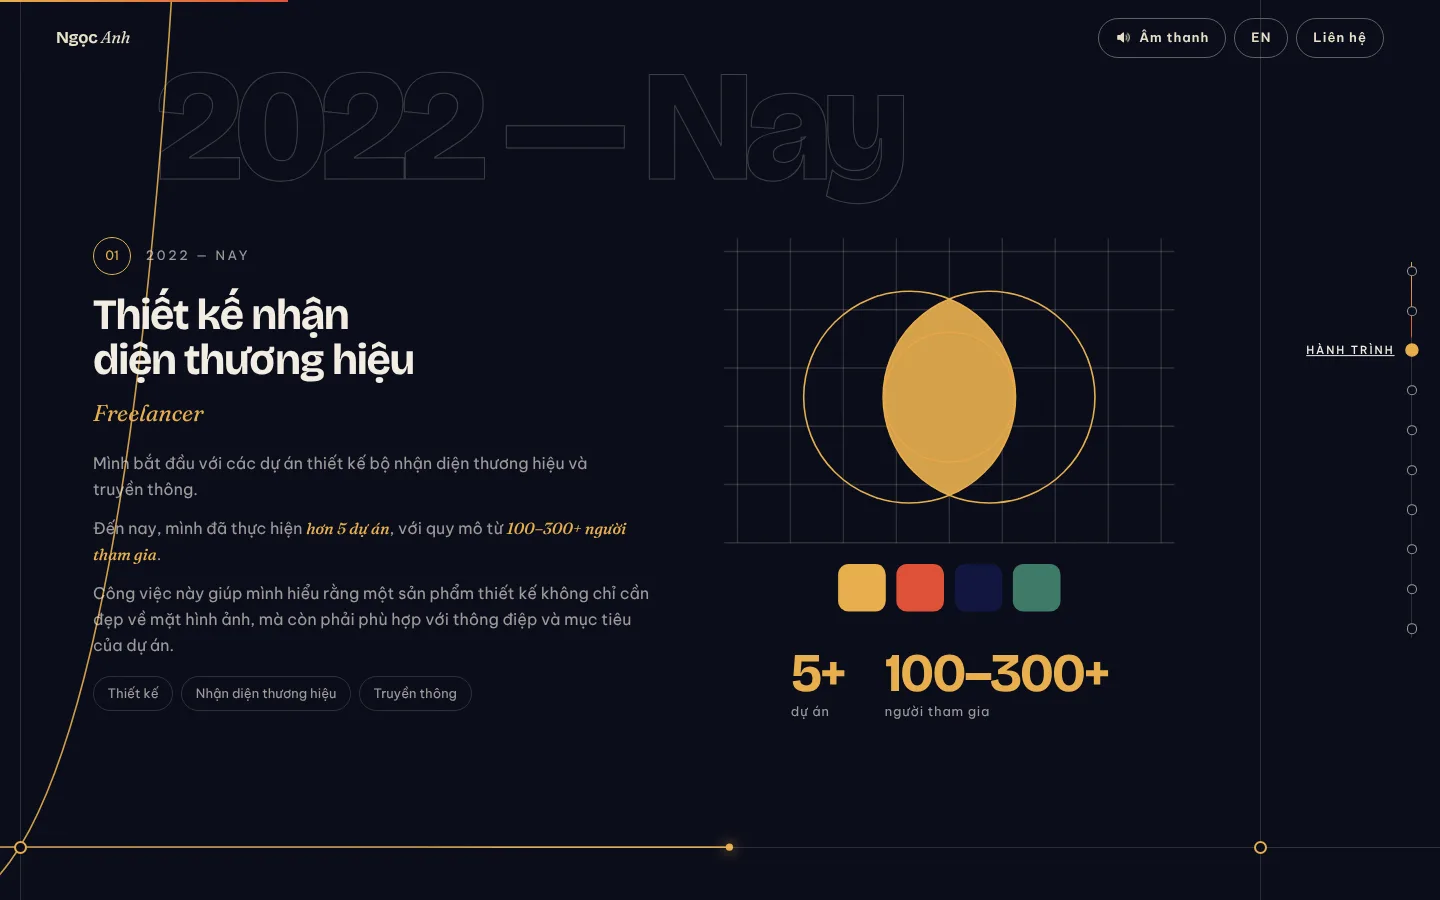 Ngọc Anh
Âm thanh
EN
Liên hệ
2022 — Nay
01
2022 — NAY
Thiết kế nhận
diện thương hiệu
Freelancer
Mình bắt đầu với các dự án thiết kế bộ nhận diện thương hiệu và
truyền thông.
Đến nay, mình đã thực hiện hơn 5 dự án, với quy mô từ 100–300+ người
tham gia.
Công việc này giúp mình hiểu rằng một sản phẩm thiết kế không chỉ cần
đẹp về mặt hình ảnh, mà còn phải phù hợp với thông điệp và mục tiêu
của dự án.
Thiết kế
Nhận diện thương hiệu
Truyền thông
5+
dự án
100–300+
người tham gia
HÀNH TRÌNH